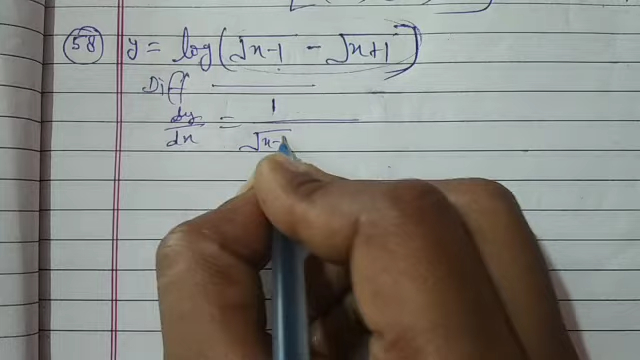 58 y = log(√x-1 - √x+1)
Diff
dy/dx = 1/√x-